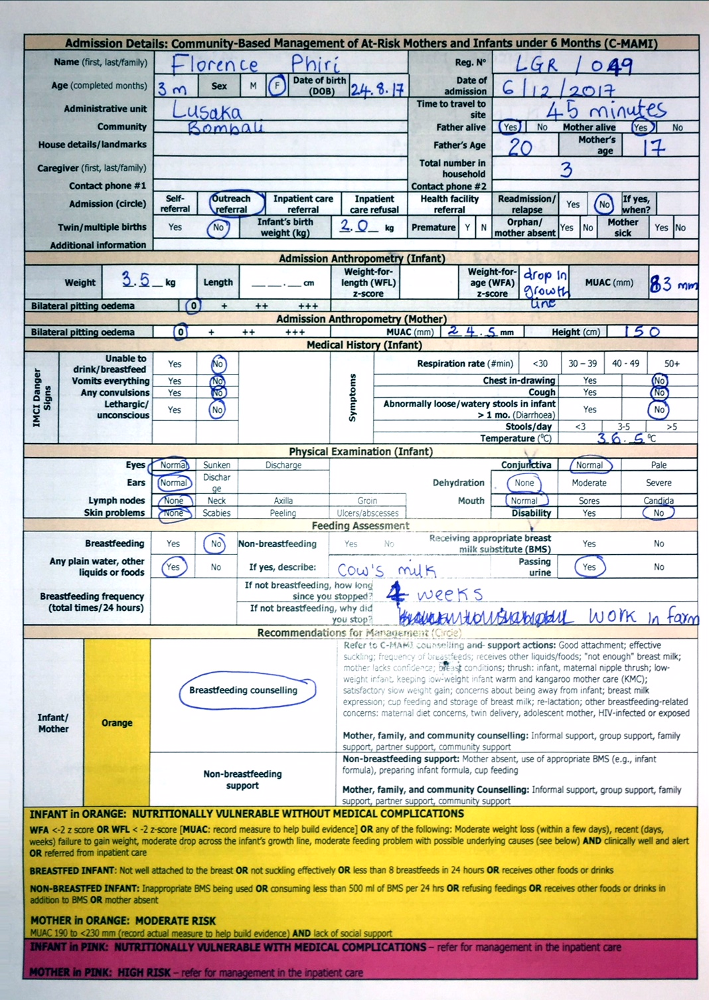 Admission Details: Community-Based Management of At-Risk Mothers and Infants under 6 Months (C-MAMI)
Name (first, last/family) Florence Phiri Reg. N° LGR / 049
Age (completed months) 3 m Sex M F Date of birth (DOB) 24.8.17 Date of admission 6/12/2017
Administrative unit Lusaka Time to travel to site 45 minutes
Community Bombali Father alive Yes No Mother alive Yes No
House details/landmarks Father's Age 20 Mother's age 17
Caregiver (first, last/family) Total number in household 3
Contact phone #1 Contact phone #2
Admission (circle) Self-referral Outreach referral Inpatient care referral Inpatient care refusal Health facility referral Readmission/relapse Yes No If yes, when?
Twin/multiple births Yes No Infant's birth weight (kg) 2.0 kg Premature Y N Orphan/mother absent Yes No Mother sick Yes No
Additional information
Admission Anthropometry (Infant)
Weight 3.5 kg Length __ __ . __ cm Weight-for-length (WFL) z-score Weight-for-age (WFA) z-score drop in growth line MUAC (mm) 83 mm
Bilateral pitting oedema 0 + ++ +++
Admission Anthropometry (Mother)
Bilateral pitting oedema 0 + ++ +++ MUAC (mm) 24.5 mm Height (cm) 150
Medical History (Infant)
IMCI Danger Signs
Unable to drink/breastfeed Yes No
Vomits everything Yes No
Any convulsions Yes No
Lethargic/unconscious Yes No
Symptoms
Respiration rate (#min) <30 30 – 39 40 - 49 50+
Chest in-drawing Yes No
Cough Yes No
Abnormally loose/watery stools in infant > 1 mo. (Diarrhoea) Yes No
Stools/day <3 3-5 >5
Temperature (°C) 36.5 °C
Physical Examination (Infant)
Eyes Normal Sunken Discharge Conjunctiva Normal Pale
Ears Normal Discharge Dehydration None Moderate Severe
Lymph nodes None Neck Axilla Groin Mouth Normal Sores Candida
Skin problems None Scabies Peeling Ulcers/abscesses Disability Yes No
Feeding Assessment
Breastfeeding Yes No Non-breastfeeding Yes No Receiving appropriate breast milk substitute (BMS) Yes No
Any plain water, other liquids or foods Yes No If yes, describe: Cow's milk Passing urine Yes No
Breastfeeding frequency (total times/24 hours)
If not breastfeeding, how long since you stopped? 4 weeks
If not breastfeeding, why did you stop? work in farm
Recommendations for Management (Circle)
Infant/Mother Orange
Breastfeeding counselling
Refer to C-MAMI counselling and support actions: Good attachment; effective
suckling; frequency of breastfeeds; receives other liquids/foods; "not enough" breast milk;
mother lacks confidence; breast conditions; thrush: infant, maternal nipple thrush; low-
weight infant, keeping low-weight infant warm and kangaroo mother care (KMC);
satisfactory slow weight gain; concerns about being away from infant; breast milk
expression; cup feeding and storage of breast milk; re-lactation; other breastfeeding-related
concerns: maternal diet concerns, twin delivery, adolescent mother, HIV-infected or exposed
Mother, family, and community counselling: Informal support, group support, family
support, partner support, community support
Non-breastfeeding support
Non-breastfeeding support: Mother absent, use of appropriate BMS (e.g., infant
formula), preparing infant formula, cup feeding
Mother, family, and community Counselling: Informal support, group support, family
support, partner support, community support
INFANT in ORANGE: NUTRITIONALLY VULNERABLE WITHOUT MEDICAL COMPLICATIONS
WFA <-2 z score OR WFL < -2 z-score [MUAC: record measure to help build evidence] OR any of the following: Moderate weight loss (within a few days), recent (days,
weeks) failure to gain weight, moderate drop across the infant's growth line, moderate feeding problem with possible underlying causes (see below) AND clinically well and alert
OR referred from inpatient care
BREASTFED INFANT: Not well attached to the breast OR not suckling effectively OR less than 8 breastfeeds in 24 hours OR receives other foods or drinks
NON-BREASTFED INFANT: Inappropriate BMS being used OR consuming less than 500 ml of BMS per 24 hrs OR refusing feedings OR receives other foods or drinks in
addition to BMS OR mother absent
MOTHER in ORANGE: MODERATE RISK
MUAC 190 to <230 mm (record actual measure to help build evidence) AND lack of social support
INFANT in PINK: NUTRITIONALLY VULNERABLE WITH MEDICAL COMPLICATIONS – refer for management in the inpatient care
MOTHER in PINK: HIGH RISK – refer for management in the inpatient care